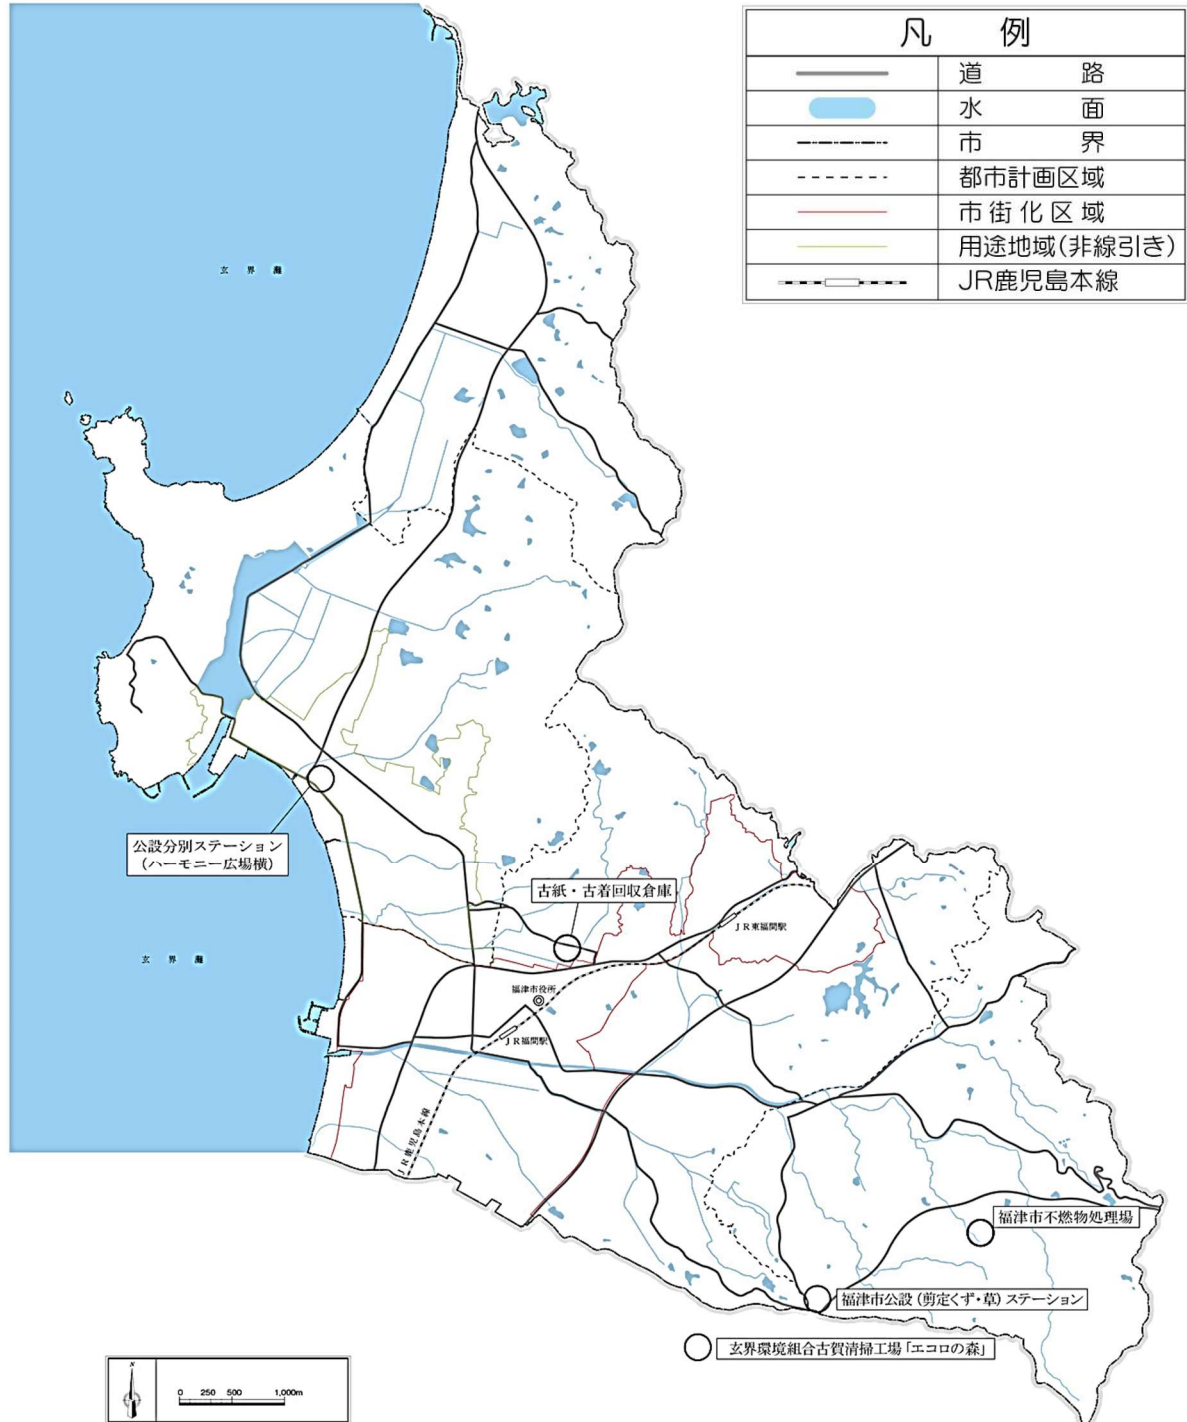 凡 例
道 路
水 面
市 界
都市計画区域
市街化区域
用途地域(非線引き)
JR鹿児島本線
玄界灘
公設分別ステーション
(ハーモニー広場横)
古紙・古着回収倉庫
JR東福間駅
玄界灘
福津市役所
JR福間駅
JR鹿児島本線
福津市不燃物処理場
福津市公設(剪定くず・草)ステーション
玄界環境組合古賀清掃工場「エコロの森」
N
0 250 500 1,000m